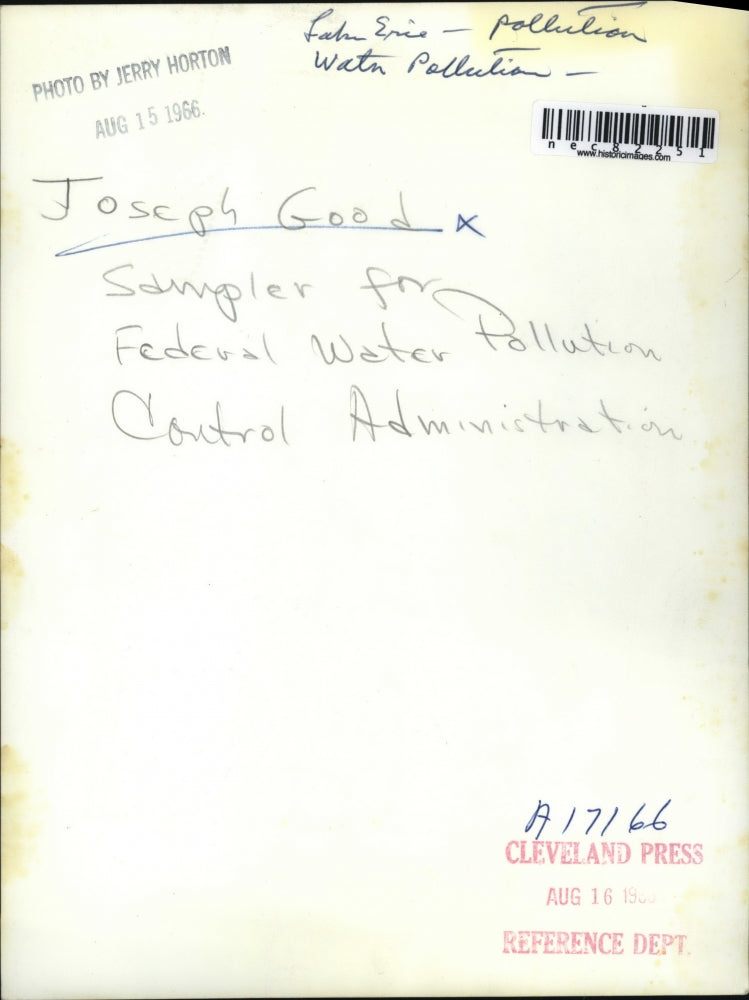 Lake Erie – pollution
Water Pollution –
PHOTO BY JERRY HORTON
AUG 15 1966.
nec82251
www.historicimages.com
Joseph Good x
Sampler for
Federal Water Pollution
Control Administration
A 17166
CLEVELAND PRESS
AUG 16
REFERENCE DEPT.